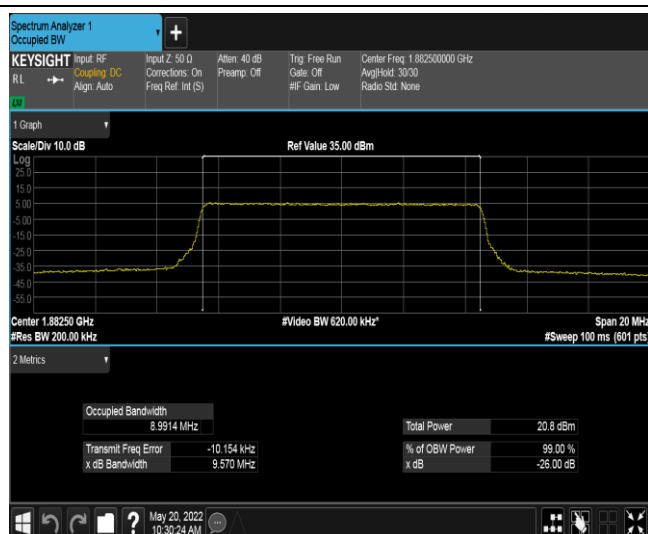 Spectrum Analyzer 1
Occupied BW
+
KEYSIGHT
RL
LM
Input: RF
Coupling: DC
Align: Auto
Input Z: 50 Ω
Corrections: On
Freq Ref: Int (S)
Atten: 40 dB
Preamp: Off
Trig: Free Run
Gate: Off
#IF Gain: Low
Center Freq: 1.882500000 GHz
Avg|Hold: 30/30
Radio Std: None
1 Graph
Scale/Div 10.0 dB
Ref Value 35.00 dBm
Log
25.0
15.0
5.00
-5.00
-15.0
-25.0
-35.0
-45.0
-55.0
Center 1.88250 GHz
#Video BW 620.00 kHz*
Span 20 MHz
#Res BW 200.00 kHz
#Sweep 100 ms (601 pts)
2 Metrics
Occupied Bandwidth
8.9914 MHz
Total Power 20.8 dBm
Transmit Freq Error -10.154 kHz
% of OBW Power 99.00 %
x dB Bandwidth 9.570 MHz
x dB -26.00 dB
?
May 20, 2022
10:30:24 AM